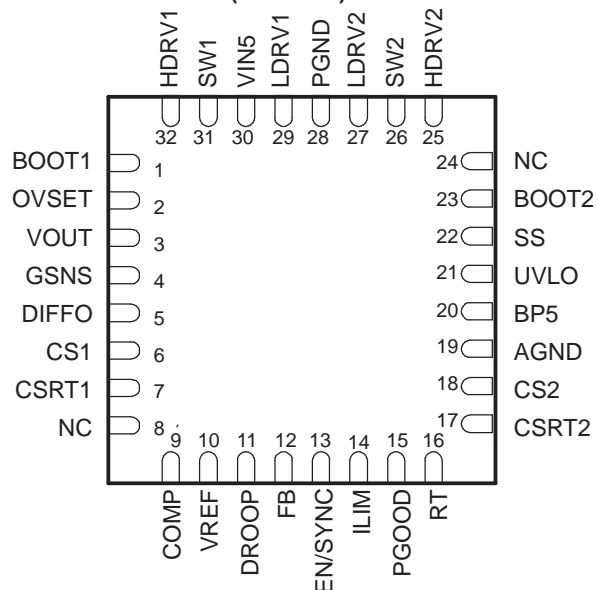 HDRV1
SW1
VIN5
LDRV1
PGND
LDRV2
SW2
HDRV2
32 31 30 29 28 27 26 25
BOOT1 1
OVSET 2
VOUT 3
GSNS 4
DIFFO 5
CS1 6
CSRT1 7
NC 8
24 NC
23 BOOT2
22 SS
21 UVLO
20 BP5
19 AGND
18 CS2
17 CSRT2
9 10 11 12 13 14 15 16
COMP
VREF
DROOP
FB
EN/SYNC
ILIM
PGOOD
RT